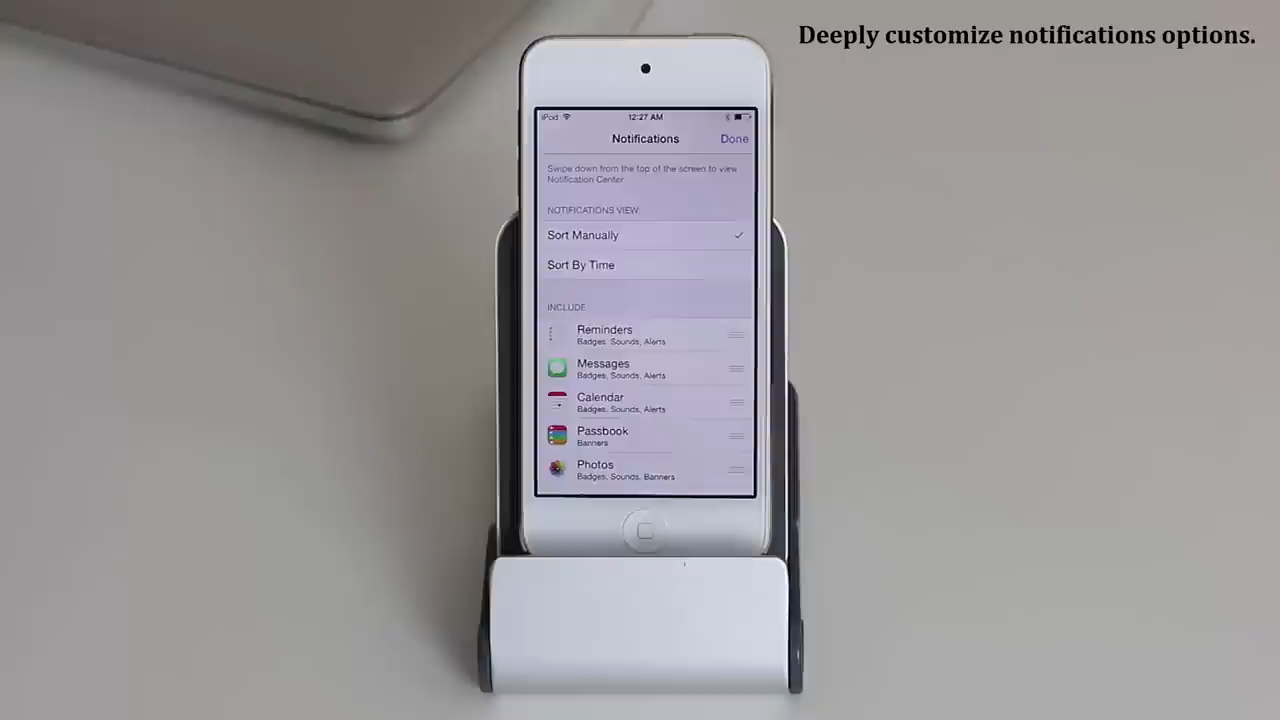 Deeply customize notifications options.
iPod 12:27 AM
Notifications Done
Swipe down from the top of the screen to view
Notification Center.
NOTIFICATIONS VIEW:
Sort Manually
Sort By Time
INCLUDE
Reminders
Badges, Sounds, Alerts
Messages
Badges, Sounds, Alerts
Calendar
Badges, Sounds, Alerts
Passbook
Banners
Photos
Badges, Sounds, Banners